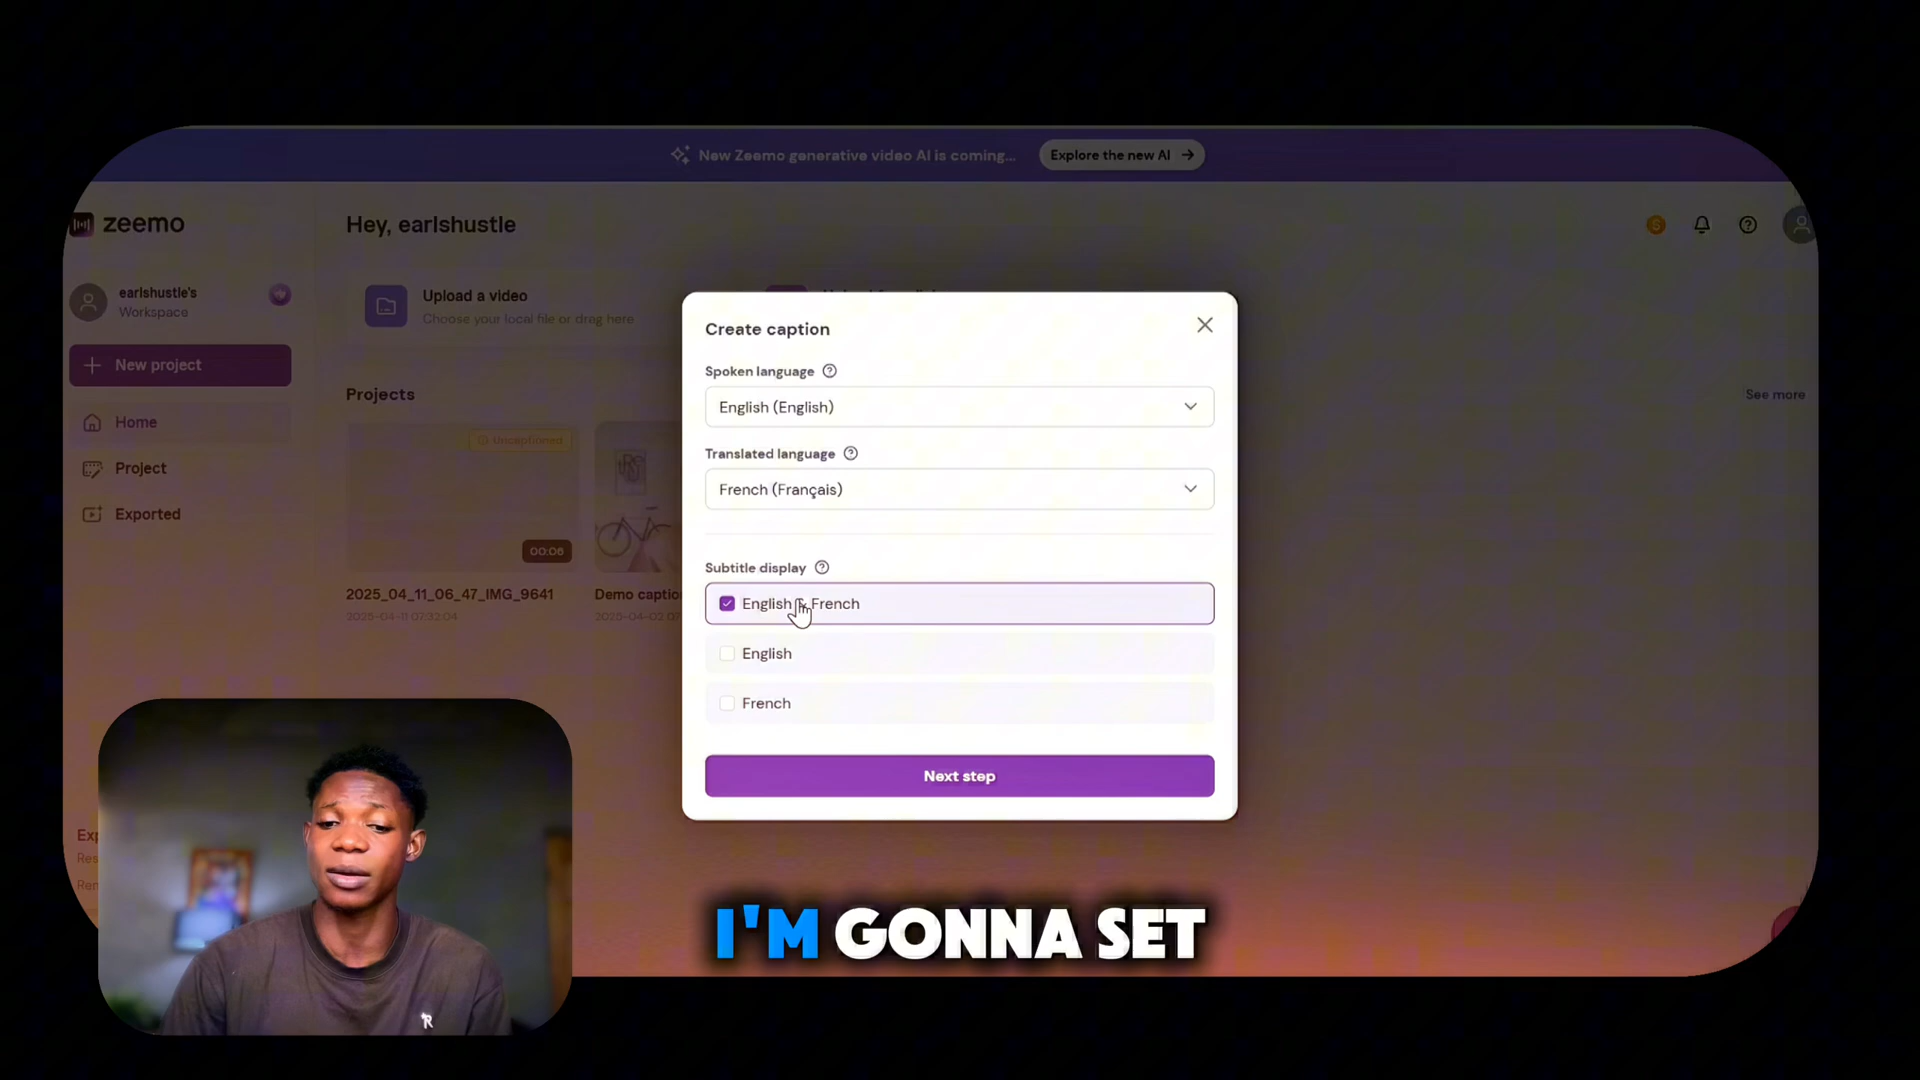 New Zeemo generative video AI is coming...
Explore the new AI →
zeemo
Hey, earlshustle
earlshustle's
Workspace
Upload a video
Choose your local file or drag here
New project
Home
Project
Exported
Projects
See more
Uncaptioned
00:06
2025_04_11_06_47_IMG_9641
2025-04-11 07:32:04
Demo caption
2025-04-02 07
Create caption
Spoken language
English (English)
Translated language
French (Français)
Subtitle display
English & French
English
French
Next step
Exp
Res
Ren
I'M GONNA SET